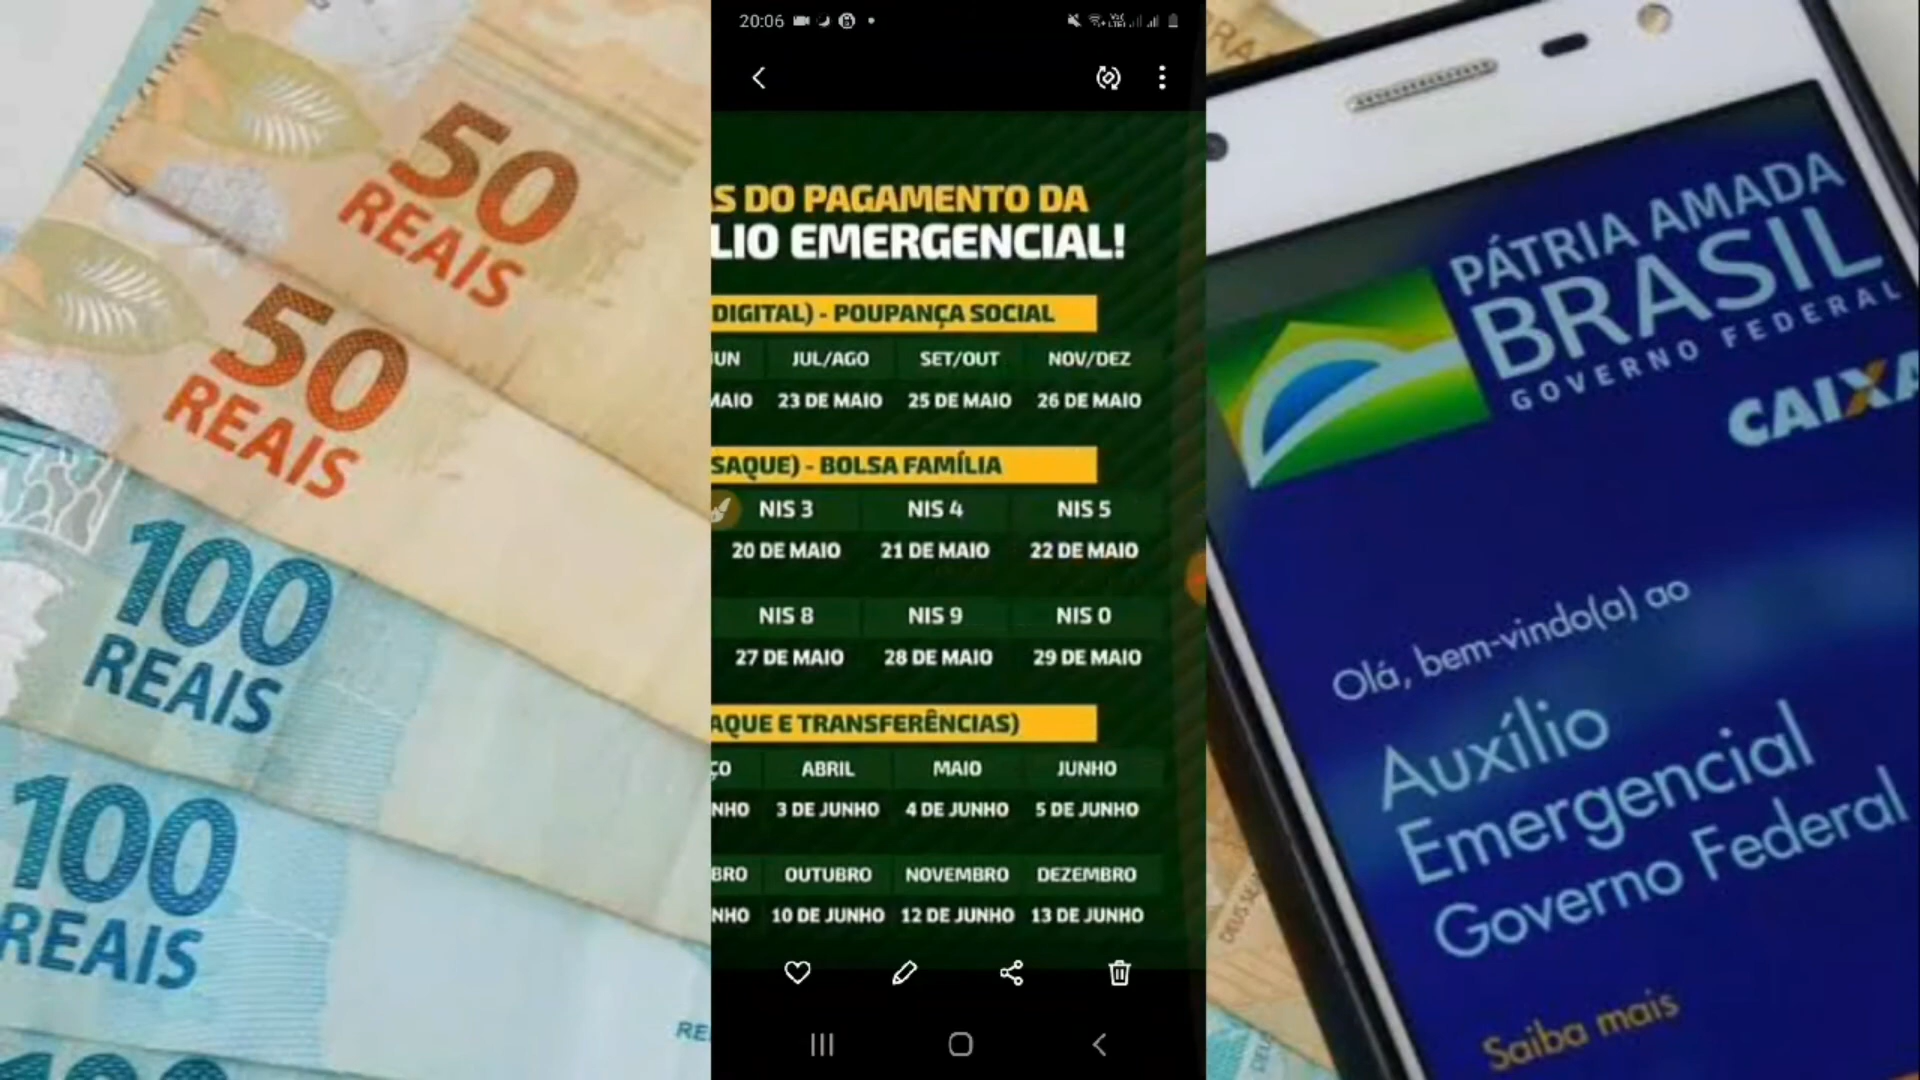 50
REAIS
50
REAIS
100
REAIS
100
REAIS
100
20:06
S DO PAGAMENTO DA
LIO EMERGENCIAL!
DIGITAL) - POUPANÇA SOCIAL
UN JUL/AGO SET/OUT NOV/DEZ
MAIO 23 DE MAIO 25 DE MAIO 26 DE MAIO
SAQUE) - BOLSA FAMÍLIA
NIS 3 NIS 4 NIS 5
20 DE MAIO 21 DE MAIO 22 DE MAIO
NIS 8 NIS 9 NIS 0
27 DE MAIO 28 DE MAIO 29 DE MAIO
AQUE E TRANSFERÊNCIAS)
ÇO ABRIL MAIO JUNHO
NHO 3 DE JUNHO 4 DE JUNHO 5 DE JUNHO
BRO OUTUBRO NOVEMBRO DEZEMBRO
NHO 10 DE JUNHO 12 DE JUNHO 13 DE JUNHO
PÁTRIA AMADA
BRASIL
GOVERNO FEDERAL
CAIXA
Olá, bem-vindo(a) ao
Auxílio
Emergencial
Governo Federal
Saiba mais